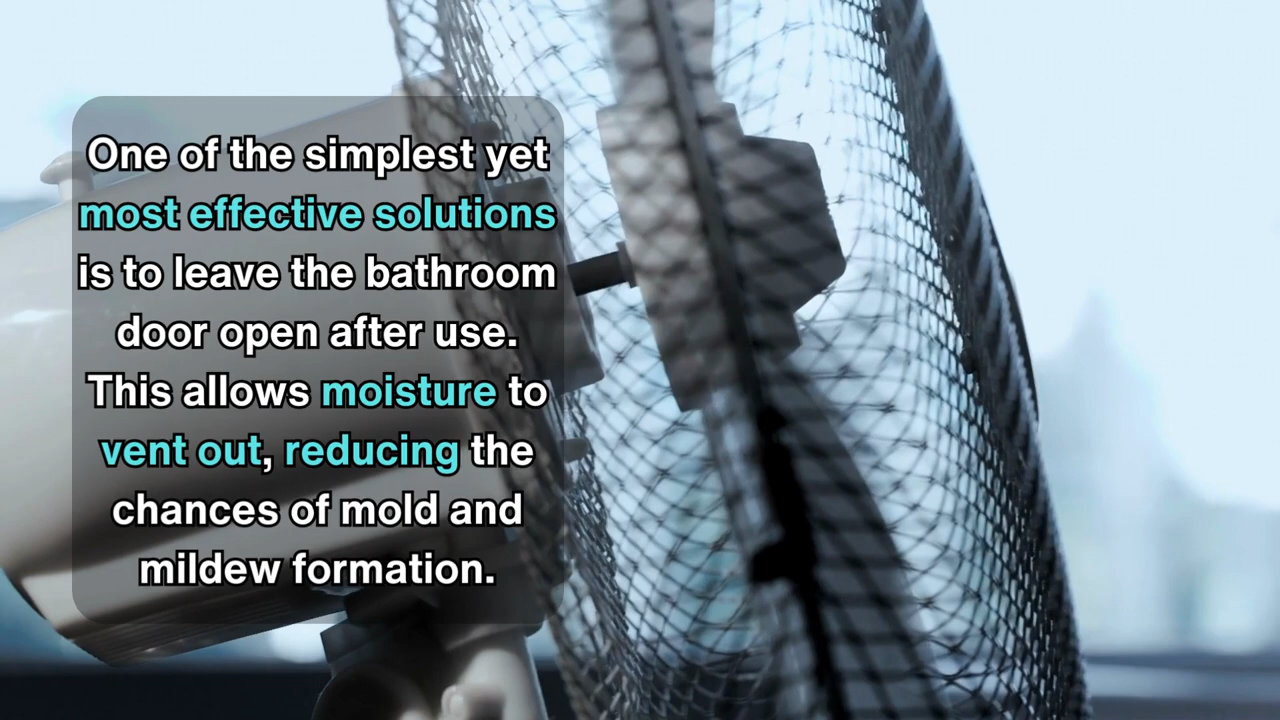 One of the simplest yet
most effective solutions
is to leave the bathroom
door open after use.
This allows moisture to
vent out, reducing the
chances of mold and
mildew formation.